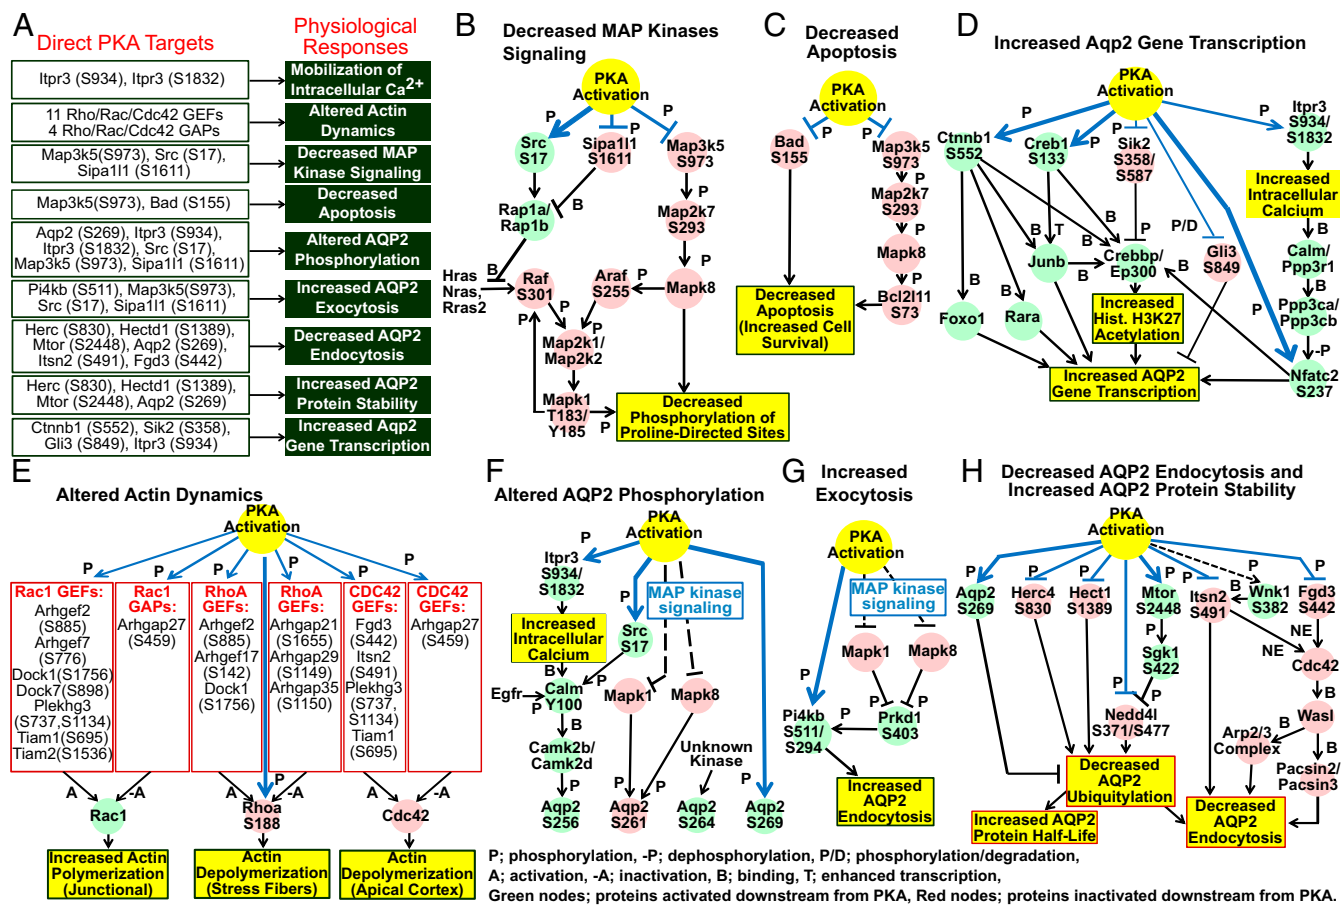 A
Direct PKA Targets
Physiological
Responses
Itpr3 (S934), Itpr3 (S1832)
Mobilization of
Intracellular Ca2+
11 Rho/Rac/Cdc42 GEFs
4 Rho/Rac/Cdc42 GAPs
Altered Actin
Dynamics
Map3k5(S973), Src (S17),
Sipa1l1 (S1611)
Decreased MAP
Kinase Signaling
Map3k5(S973), Bad (S155)
Decreased
Apoptosis
Aqp2 (S269), Itpr3 (S934),
Itpr3 (S1832), Src (S17),
Map3k5 (S973), Sipa1l1 (S1611)
Altered AQP2
Phosphorylation
Pi4kb (S511), Map3k5(S973),
Src (S17), Sipa1l1 (S1611)
Increased AQP2
Exocytosis
Herc (S830), Hectd1 (S1389),
Mtor (S2448), Aqp2 (S269),
Itsn2 (S491), Fgd3 (S442)
Decreased AQP2
Endocytosis
Herc (S830), Hectd1 (S1389),
Mtor (S2448), Aqp2 (S269)
Increased AQP2
Protein Stability
Ctnnb1 (S552), Sik2 (S358),
Gli3 (S849), Itpr3 (S934)
Increased Aqp2
Gene Transcription
B
Decreased MAP Kinases
Signaling
PKA
Activation
P
P
P
Src
S17
Sipa1l1
S1611
Map3k5
S973
P
B
Rap1a/
Rap1b
Map2k7
S293
P
B
Hras
Nras,
Rras2
Raf
S301
Araf
S255
P
Mapk8
P
P
P
Map2k1/
Map2k2
P
Mapk1
T183/
Y185
P
P
Decreased
Phosphorylation of
Proline-Directed Sites
C
Decreased
Apoptosis
PKA
Activation
P
P
Bad
S155
Map3k5
S973
P
Map2k7
S293
P
Mapk8
P
Bcl2l11
S73
Decreased
Apoptosis
(Increased Cell
Survival)
D
Increased Aqp2 Gene Transcription
PKA
Activation
P
P
P
P
Ctnnb1
S552
Creb1
S133
Sik2
S358/
S587
Itpr3
S934/
S1832
Increased
Intracellular
Calcium
B
T
B
P
P/D
B
Junb
B
Crebbp/
Ep300
Gli3
S849
Calm/
Ppp3r1
B
B
B
B
Foxo1
Rara
Increased
Hist. H3K27
Acetylation
P
Ppp3ca/
Ppp3cb
-P
Nfatc2
S237
Increased AQP2
Gene Transcription
E
Altered Actin Dynamics
PKA
Activation
P
P
P
P
P
P
Rac1 GEFs:
Arhgef2
(S885)
Arhgef7
(S776)
Dock1(S1756)
Dock7(S898)
Plekhg3
(S737,S1134)
Tiam1(S695)
Tiam2(S1536)
Rac1
GAPs:
Arhgap27
(S459)
RhoA
GEFs:
Arhgef2
(S885)
Arhgef17
(S142)
Dock1
(S1756)
RhoA
GEFs:
Arhgap21
(S1655)
Arhgap29
(S1149)
Arhgap35
(S1150)
CDC42
GEFs:
Fgd3
(S442)
Itsn2
(S491)
Plekhg3
(S737,
S1134)
Tiam1
(S695)
CDC42
GEFs:
Arhgap27
(S459)
A
-A
A
P
-A
A
-A
Rac1
Rhoa
S188
Cdc42
Increased Actin
Polymerization
(Junctional)
Actin
Depolymerization
(Stress Fibers)
Actin
Depolymerization
(Apical Cortex)
F
Altered AQP2 Phosphorylation
PKA
Activation
P
P
P
Itpr3
S934/
S1832
MAP kinase
signaling
Increased
Intracellular
Calcium
Src
S17
B
P
Egfr
P
Calm
Y100
Mapk1
Mapk8
B
Camk2b/
Camk2d
Unknown
Kinase
P
P
P
Aqp2
S256
Aqp2
S261
Aqp2
S264
Aqp2
S269
G
Increased
Exocytosis
PKA
Activation
P
MAP kinase
signaling
Mapk1
Mapk8
P
P
Pi4kb
S511/
S294
P
Prkd1
S403
Increased
AQP2
Endocytosis
H
Decreased AQP2 Endocytosis and
Increased AQP2 Protein Stability
PKA
Activation
P
P
P
P
P
P
P
Aqp2
S269
Herc4
S830
Hect1
S1389
Mtor
S2448
Itsn2
S491
B
Wnk1
S382
Fgd3
S442
P
Sgk1
S422
NE
NE
Cdc42
P
P
B
Nedd4l
S371/S477
Wasl
B
Arp2/3
Complex
B
Pacsin2/
Pacsin3
Decreased
AQP2
Ubiquitylation
Increased AQP2
Protein Half-Life
Decreased
AQP2
Endocytosis
P; phosphorylation, -P; dephosphorylation, P/D; phosphorylation/degradation,
A; activation, -A; inactivation, B; binding, T; enhanced transcription,
Green nodes; proteins activated downstream from PKA, Red nodes; proteins inactivated downstream from PKA.